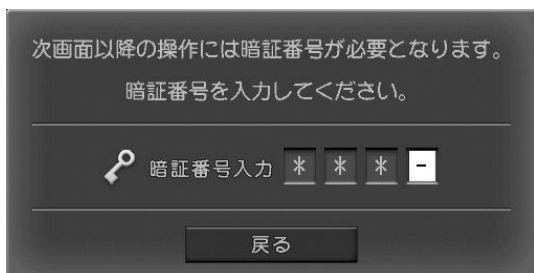 次画面以降の操作には暗証番号が必要となります。
暗証番号を入力してください。
暗証番号入力 * * * -
戻る